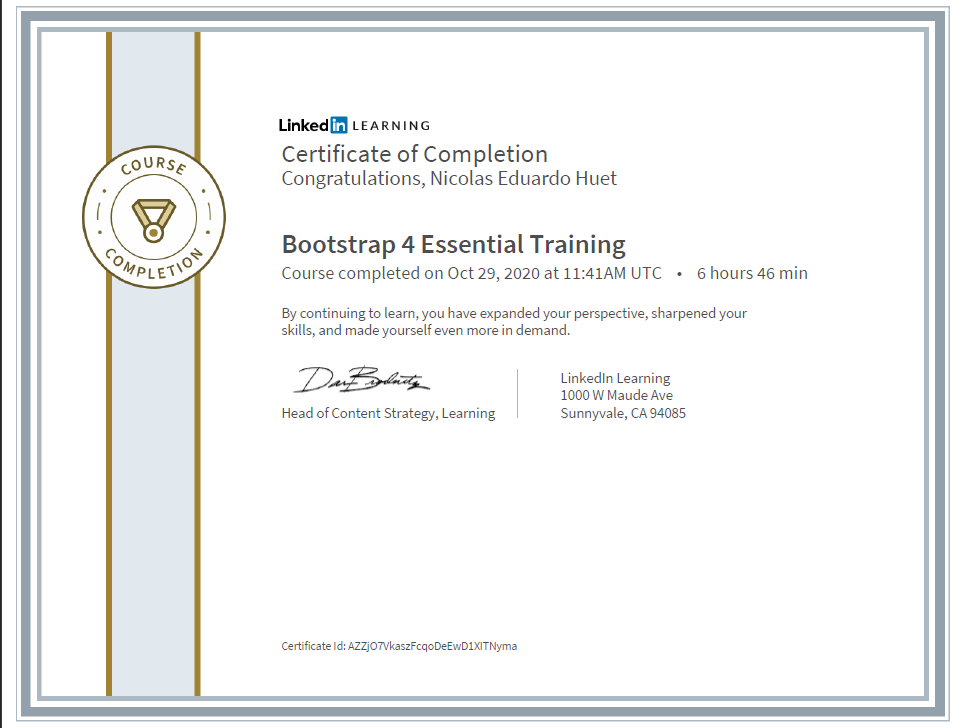 COURSE
COMPLETION
Linked in LEARNING
Certificate of Completion
Congratulations, Nicolas Eduardo Huet
Bootstrap 4 Essential Training
Course completed on Oct 29, 2020 at 11:41AM UTC • 6 hours 46 min
By continuing to learn, you have expanded your perspective, sharpened your
skills, and made yourself even more in demand.
Head of Content Strategy, Learning
LinkedIn Learning
1000 W Maude Ave
Sunnyvale, CA 94085
Certificate Id: AZZjO7VkaszFcqoDeEwD1XITNyma